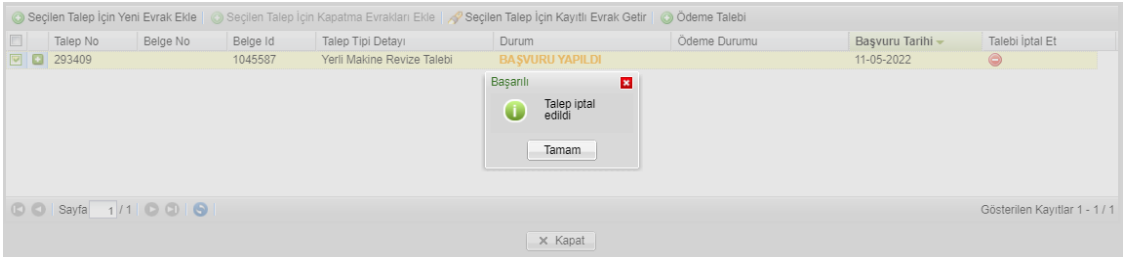 Seçilen Talep İçin Yeni Evrak Ekle Seçilen Talep İçin Kapatma Evrakları Ekle Seçilen Talep İçin Kayıtlı Evrak Getir Ödeme Talebi
Talep No Belge No Belge Id Talep Tipi Detayı Durum Ödeme Durumu Başvuru Tarihi Talebi İptal Et
293409 1045587 Yerli Makine Revize Talebi BAŞVURU YAPILDI 11-05-2022
Başarılı
Talep iptal
edildi
Tamam
Sayfa 1 / 1 Gösterilen Kayıtlar 1 - 1 / 1
Kapat